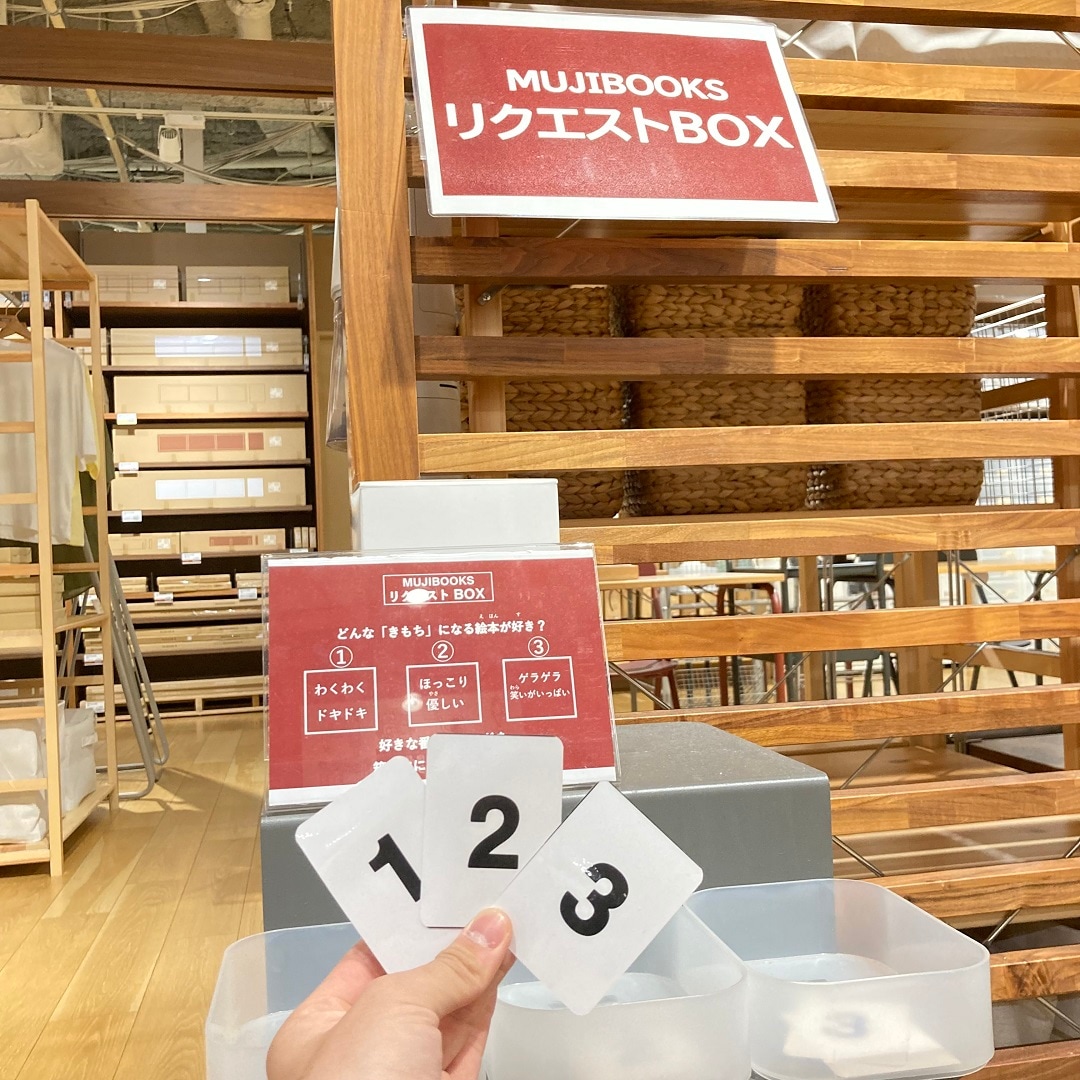 MUJIBOOKS
リクエストBOX
MUJIBOOKS
リクエスト BOX
どんな「きもち」になる絵本が好き？
① ② ③
わくわく
ドキドキ
ほっこり
優しい
ゲラゲラ
笑いがいっぱい
好きな番
1
2
3
3